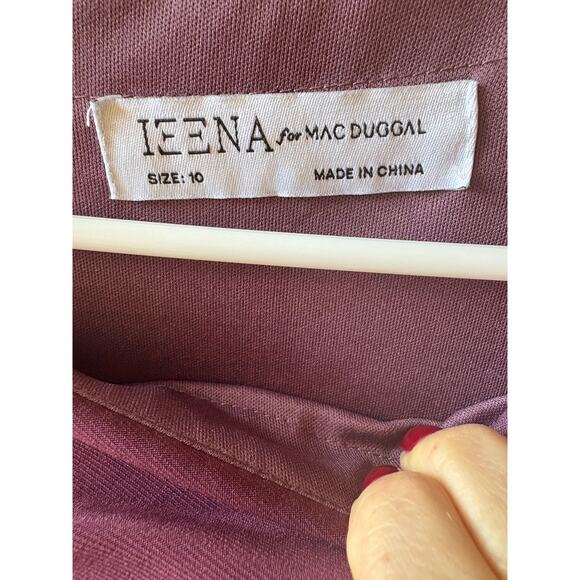 IEENA for MAC DUGGAL
SIZE: 10 MADE IN CHINA